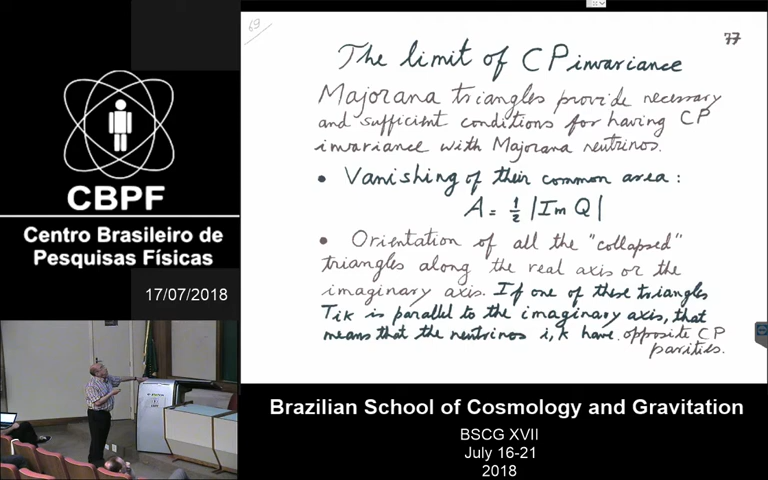 69
77
The limit of CP invariance
Majorana triangles provide necessary
and sufficient conditions for having CP
invariance with Majorana neutrinos.
• Vanishing of their common area:
A = 1/2 |Im Q|
• Orientation of all the "collapsed"
triangles along the real axis or the
imaginary axis. If one of these triangles
Tik is parallel to the imaginary axis, that
means that the neutrinos i, k have opposite CP
parities.
CBPF
Centro Brasileiro de
Pesquisas Físicas
17/07/2018
Brazilian School of Cosmology and Gravitation
BSCG XVII
July 16-21
2018